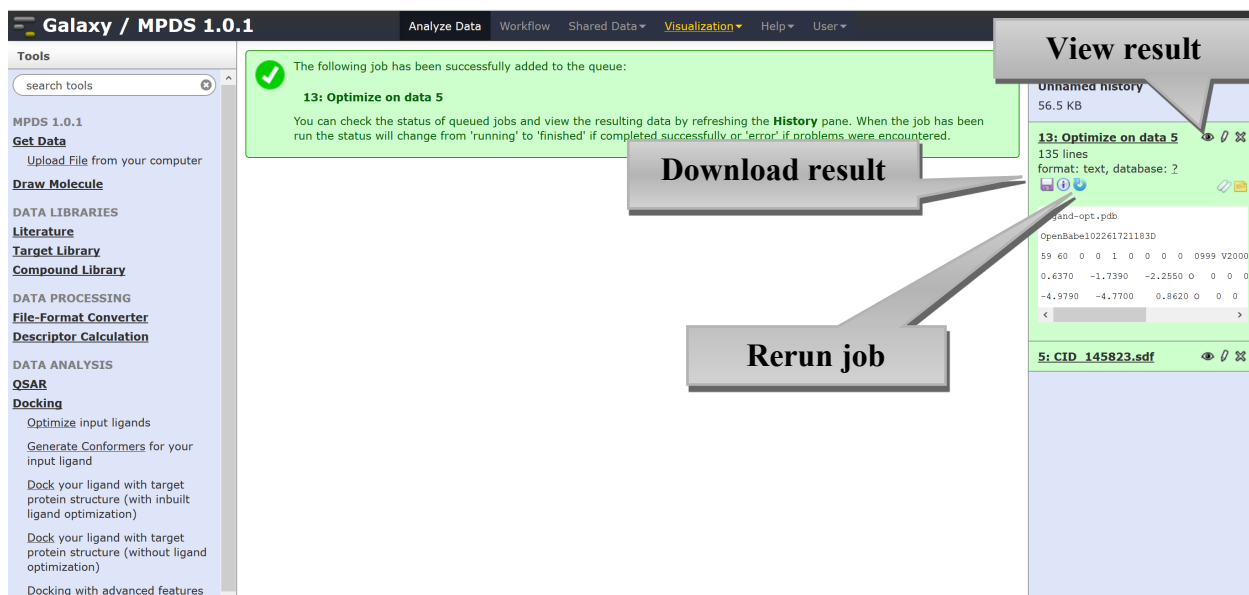 Galaxy / MPDS 1.0.1
Analyze Data
Workflow
Shared Data
Visualization
Help
User
Tools
search tools
MPDS 1.0.1
Get Data
Upload File from your computer
Draw Molecule
DATA LIBRARIES
Literature
Target Library
Compound Library
DATA PROCESSING
File-Format Converter
Descriptor Calculation
DATA ANALYSIS
QSAR
Docking
Optimize input ligands
Generate Conformers for your
input ligand
Dock your ligand with target
protein structure (with inbuilt
ligand optimization)
Dock your ligand with target
protein structure (without ligand
optimization)
Docking with advanced features
The following job has been successfully added to the queue:
13: Optimize on data 5
You can check the status of queued jobs and view the resulting data by refreshing the History pane. When the job has been
run the status will change from 'running' to 'finished' if completed successfully or 'error' if problems were encountered.
View result
Download result
Rerun job
Unnamed history
56.5 KB
13: Optimize on data 5
135 lines
format: text, database: ?
gand-opt.pdb
OpenBabel02261721183D
59 60 0 0 1 0 0 0 0 0999 V2000
0.6370 -1.7390 -2.2550 O 0 0 0
-4.9790 -4.7700 0.8620 O 0 0
5: CID_145823.sdf